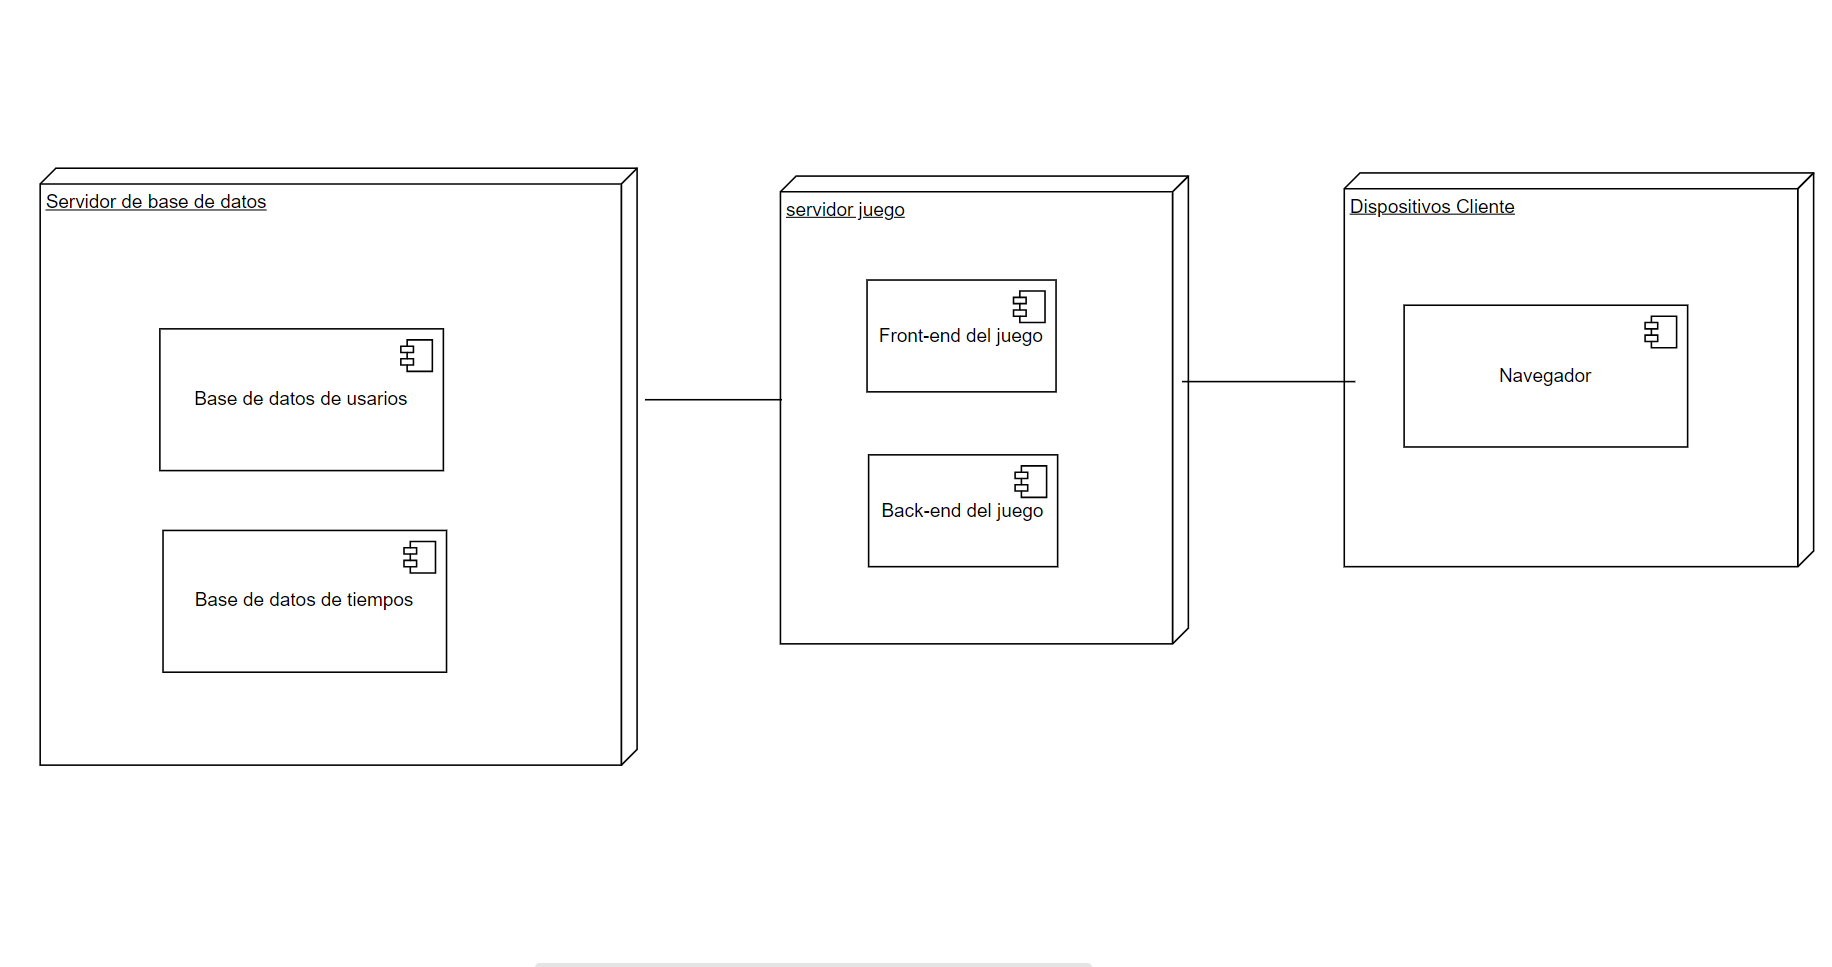 Servidor de base de datos
Base de datos de usarios
Base de datos de tiempos
servidor juego
Front-end del juego
Back-end del juego
Dispositivos Cliente
Navegador